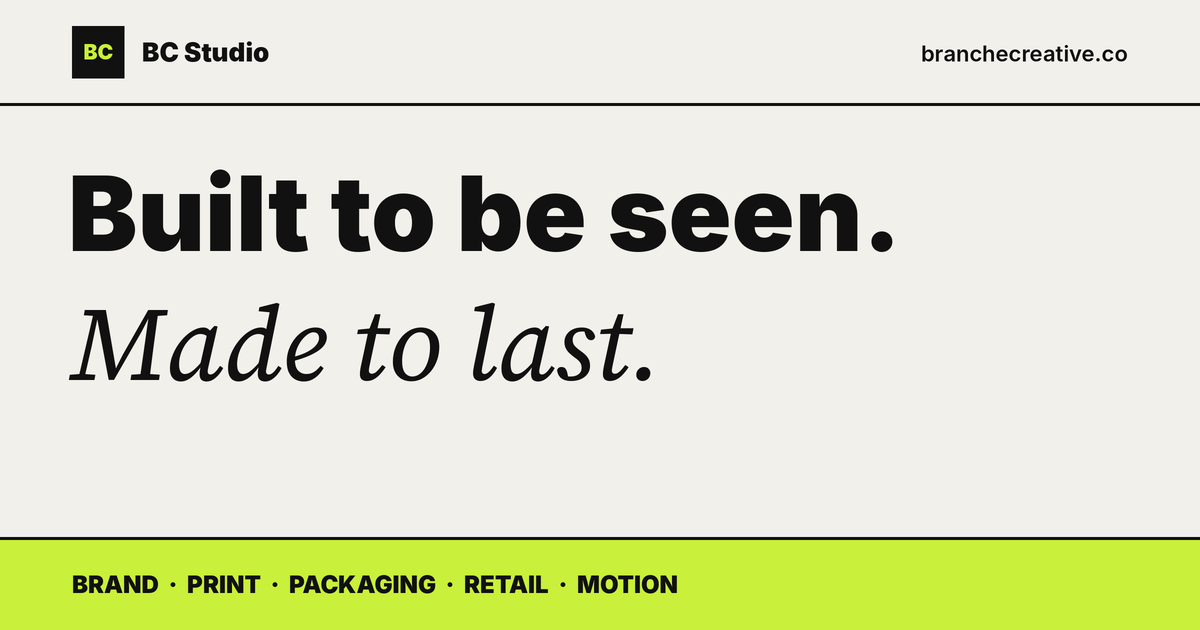 BC
BC Studio
branchecreative.co
Built to be seen.
Made to last.
BRAND · PRINT · PACKAGING · RETAIL · MOTION